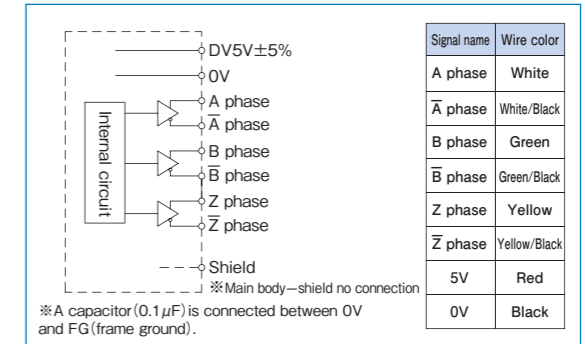 DV5V±5%
0V
A phase
A̅ phase
B phase
B̅ phase
Z phase
Z̅ phase
Internal circuit
Shield
※Main body－shield no connection
※A capacitor(0.1μF)is connected between 0V
and FG(frame ground).
Signal name Wire color
A phase White
A̅ phase White/Black
B phase Green
B̅ phase Green/Black
Z phase Yellow
Z̅ phase Yellow/Black
5V Red
0V Black